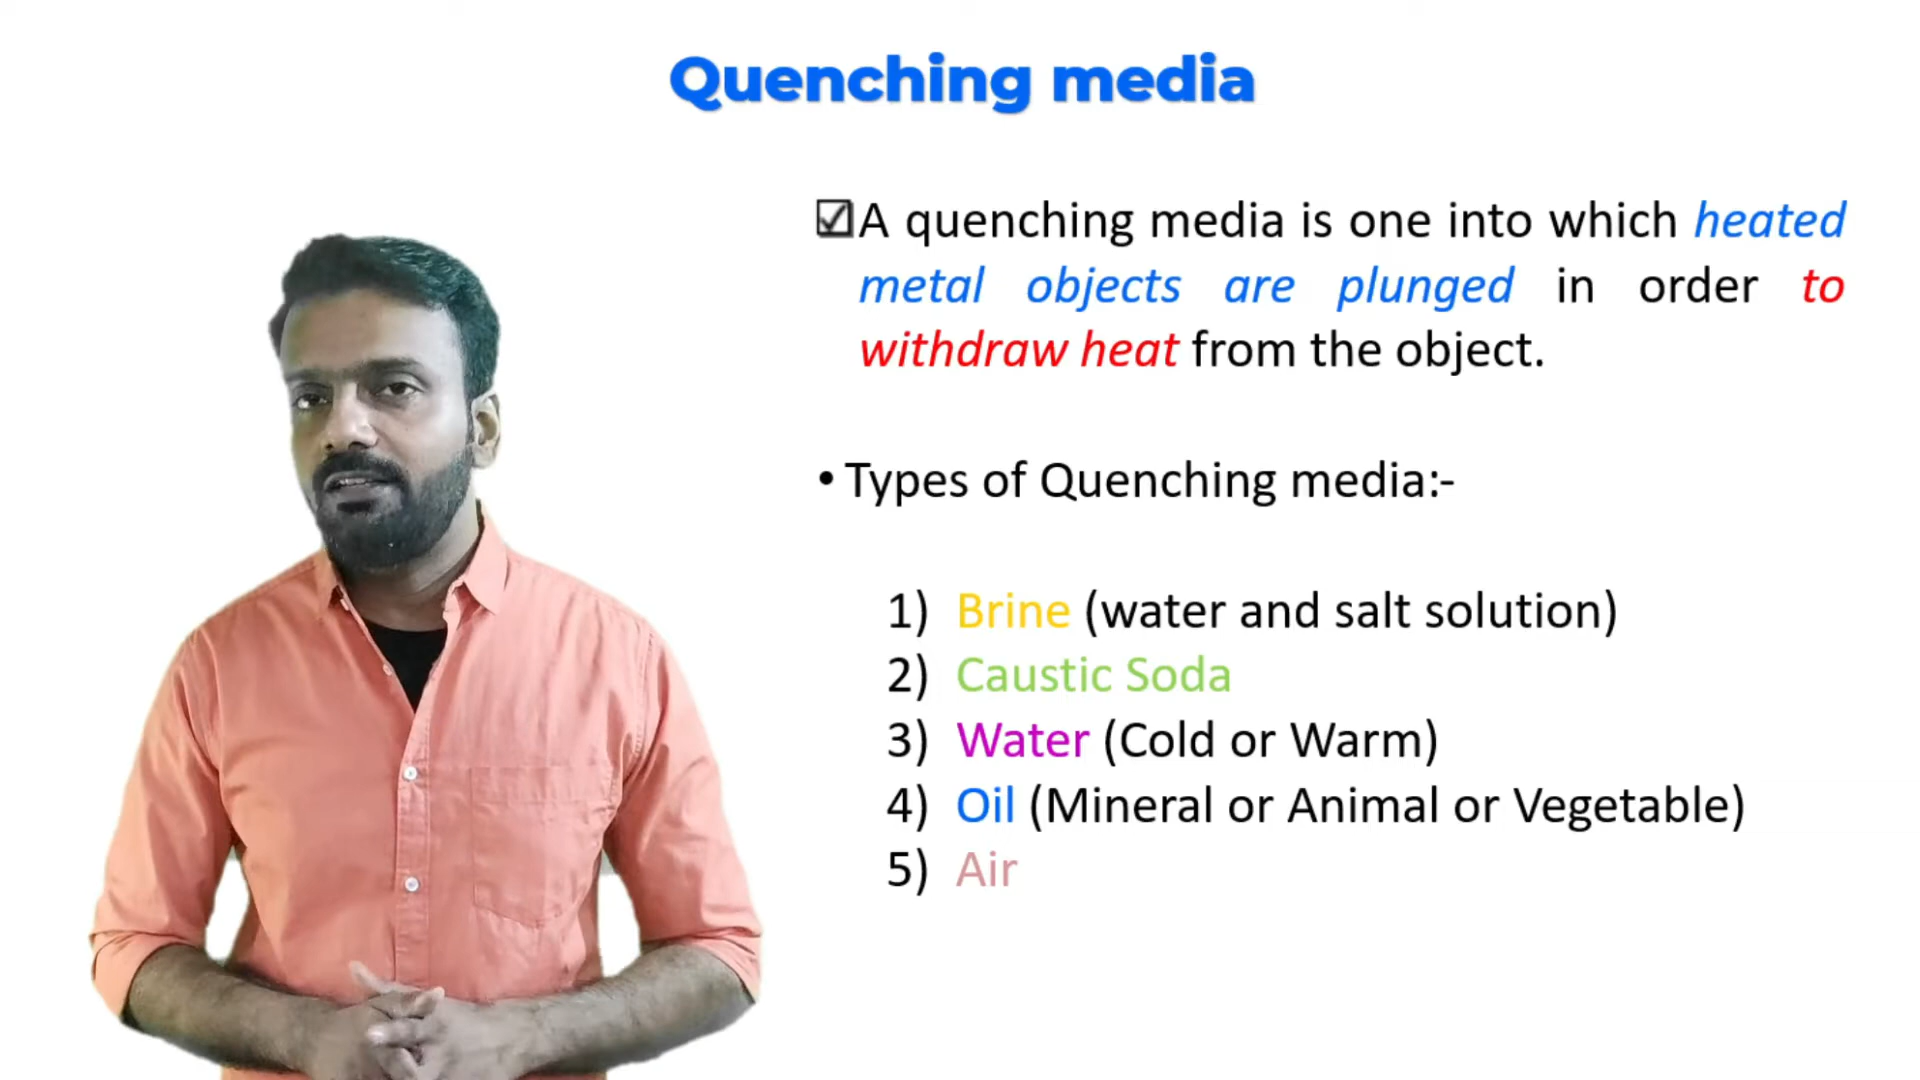 Quenching media
☑A quenching media is one into which heated
metal objects are plunged in order to
withdraw heat from the object.
• Types of Quenching media:-
1) Brine (water and salt solution)
2) Caustic Soda
3) Water (Cold or Warm)
4) Oil (Mineral or Animal or Vegetable)
5) Air